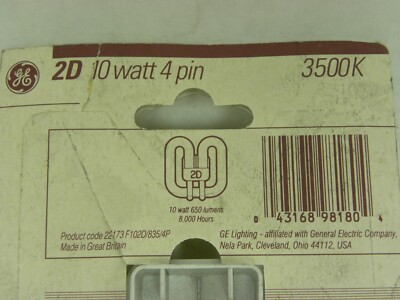 GE
2D 10 watt 4 pin
3500K
2D
10 watt 650 lumens
8,000 Hours
0 43168 98180 4
Product code 22173 F102D/835/4P
Made in Great Britain
GE Lighting - affiliated with General Electric Company,
Nela Park, Cleveland, Ohio 44112, USA